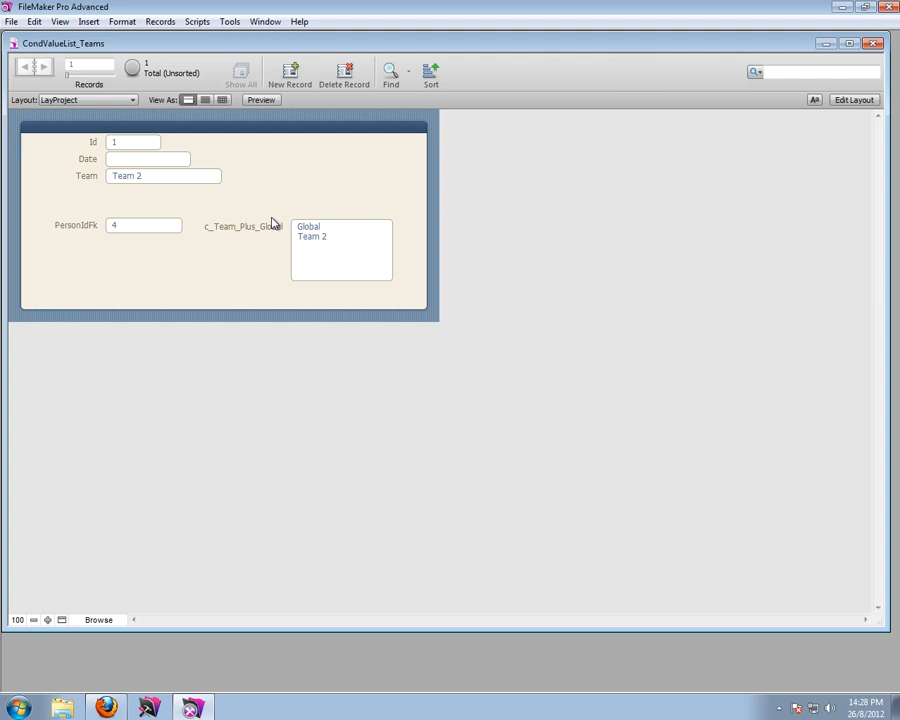 FileMaker Pro Advanced
File Edit View Insert Format Records Scripts Tools Window Help
CondValueList_Teams
1
Records
1
Total (Unsorted)
Show All
New Record
Delete Record
Find
Sort
Layout: LayProject
View As:
Preview
Aa
Edit Layout
Id 1
Date
Team Team 2
PersonIdFk 4
c_Team_Plus_Global
Global
Team 2
100
Browse
14:28 PM
26/8/2012